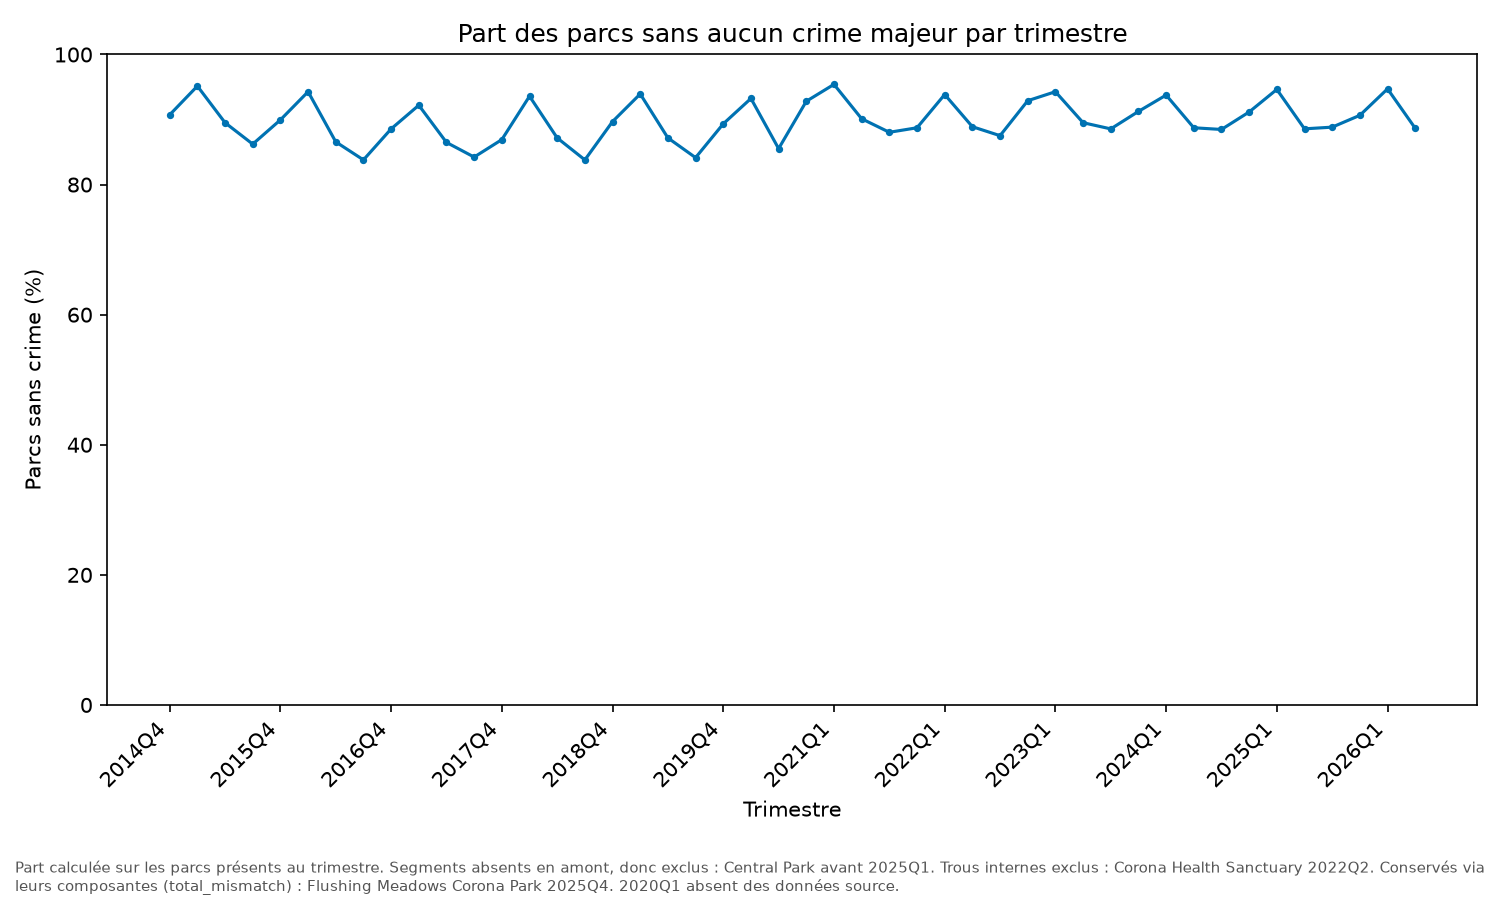 Part des parcs sans aucun crime majeur par trimestre
Parcs sans crime (%)
100
80
60
40
20
0
2014Q4
2015Q4
2016Q4
2017Q4
2018Q4
2019Q4
2021Q1
2022Q1
2023Q1
2024Q1
2025Q1
2026Q1
Trimestre
Part calculée sur les parcs présents au trimestre. Segments absents en amont, donc exclus : Central Park avant 2025Q1. Trous internes exclus : Corona Health Sanctuary 2022Q2. Conservés via
leurs composantes (total_mismatch) : Flushing Meadows Corona Park 2025Q4. 2020Q1 absent des données source.